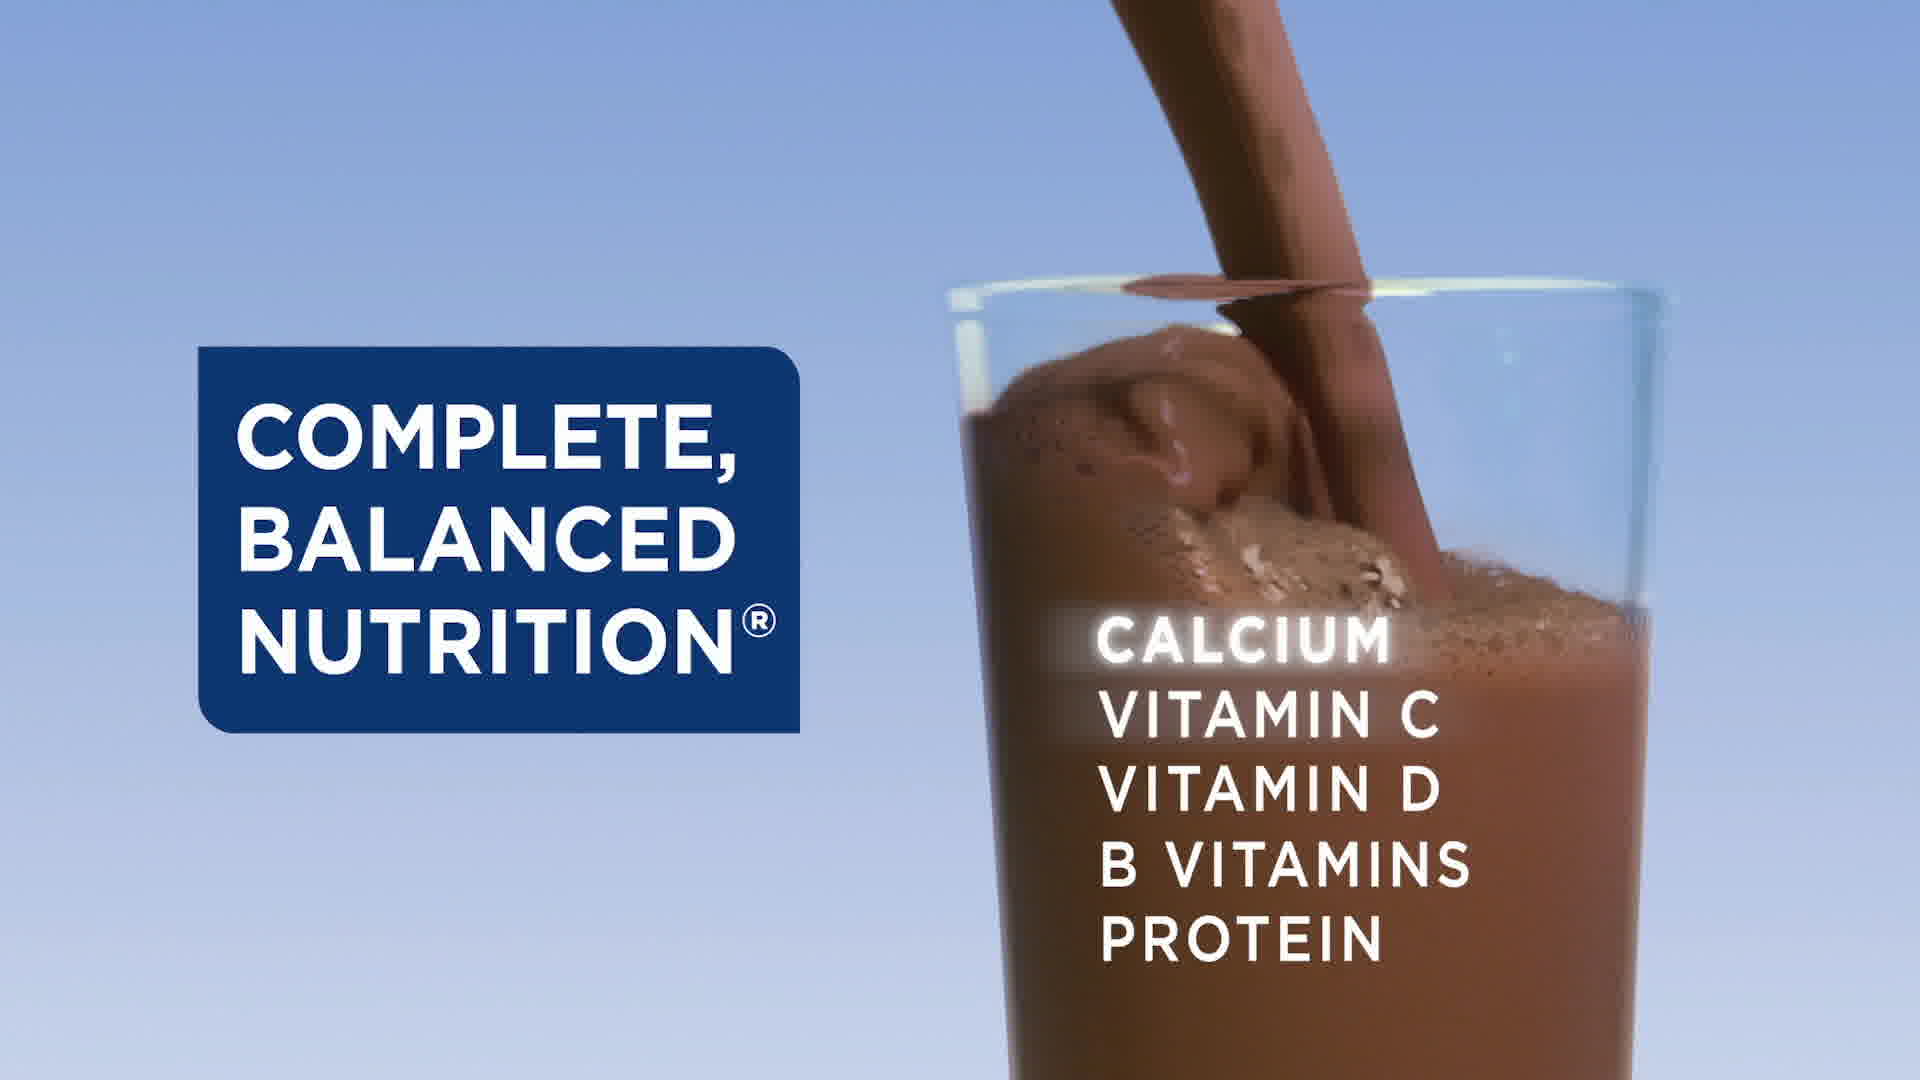 COMPLETE,
BALANCED
NUTRITION®
CALCIUM
VITAMIN C
VITAMIN D
B VITAMINS
PROTEIN